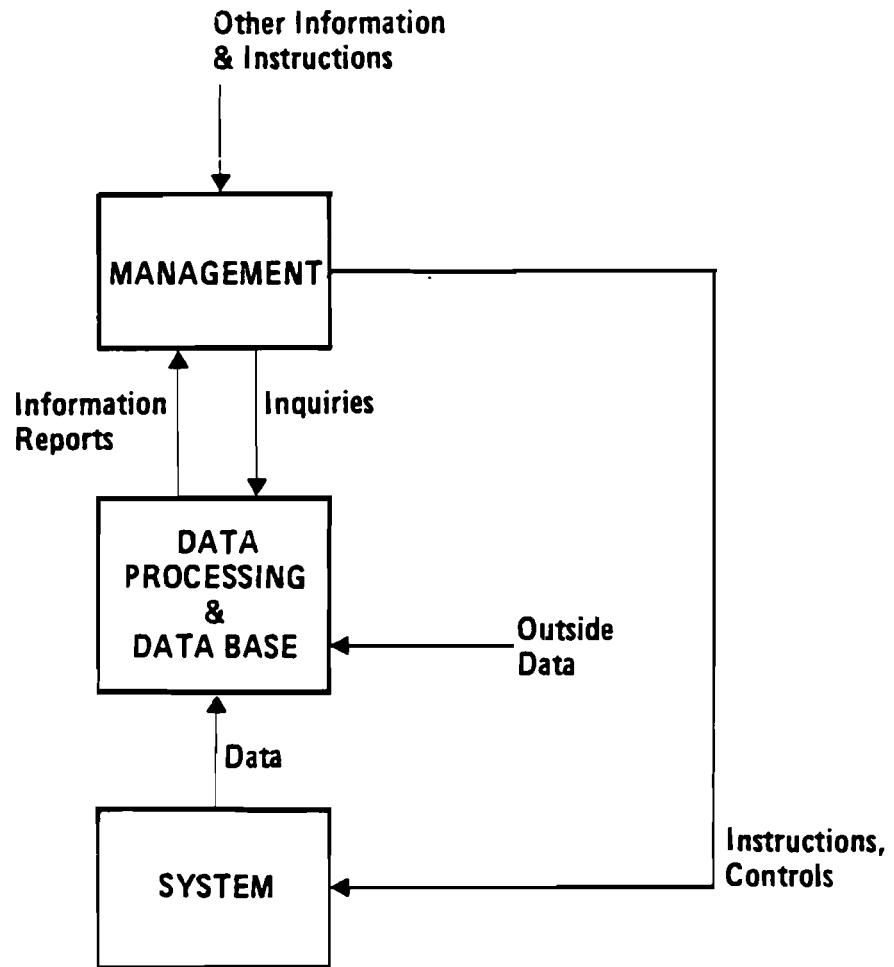 Other Information
& Instructions
MANAGEMENT
Information
Reports
Inquiries
DATA
PROCESSING
&
DATA BASE
Outside
Data
Data
SYSTEM
Instructions,
Controls